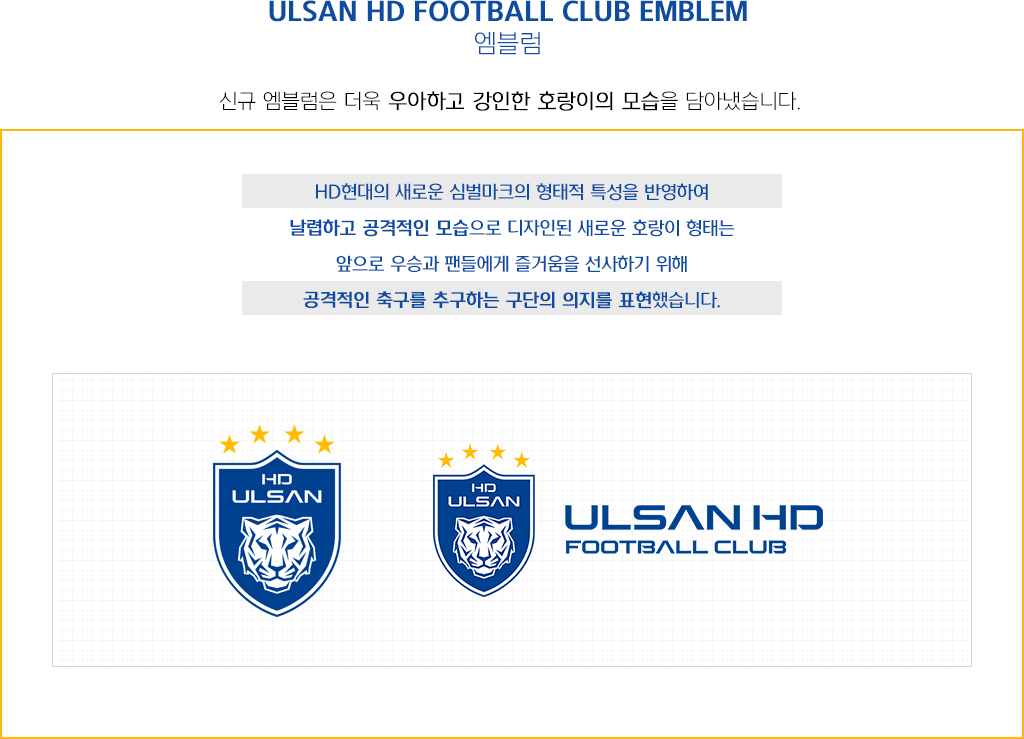 ULSAN HD FOOTBALL CLUB EMBLEM
엠블럼
신규 엠블럼은 더욱 우아하고 강인한 호랑이의 모습을 담아냈습니다.
HD현대의 새로운 심벌마크의 형태적 특성을 반영하여
날렵하고 공격적인 모습으로 디자인된 새로운 호랑이 형태는
앞으로 우승과 팬들에게 즐거움을 선사하기 위해
공격적인 축구를 추구하는 구단의 의지를 표현했습니다.
HD
ULSAN
HD
ULSAN
ULSAN HD
FOOTBALL CLUB